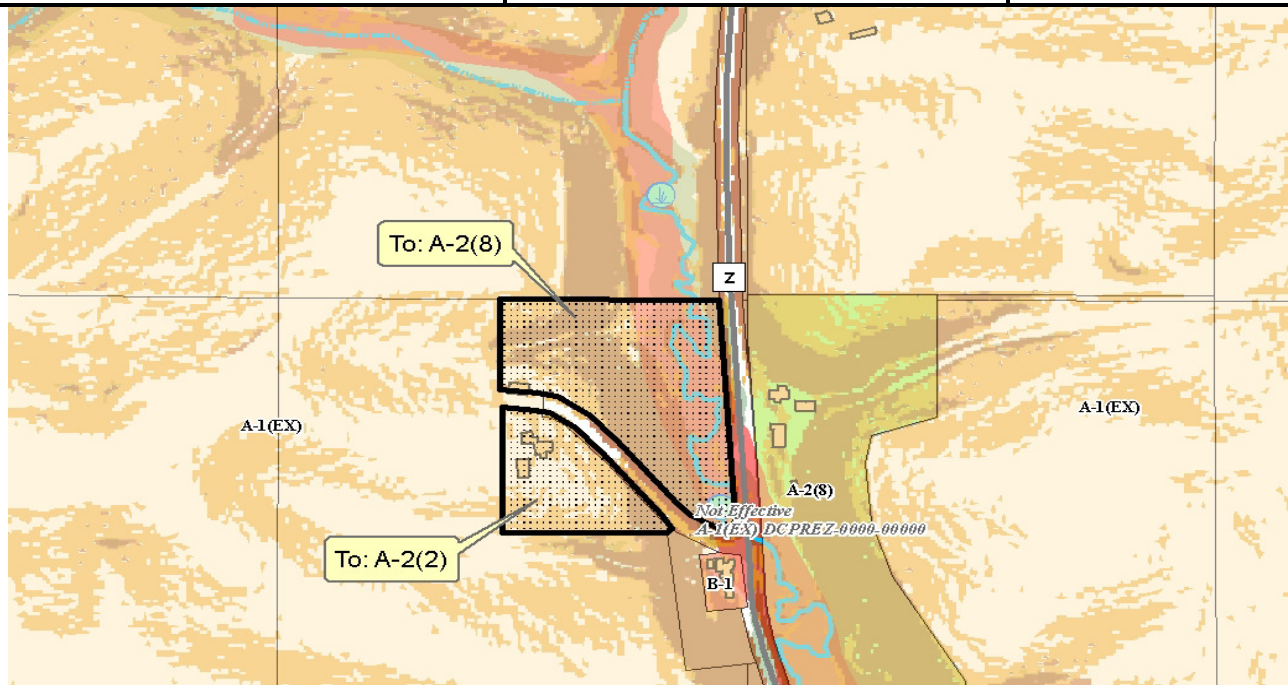 To: A-2(8)
Z
A-1(EX)
A-1(EX)
A-2(8)
Not Effective
A-1(EX) DCPREZ-0000-00000
To: A-2(2)
B-1